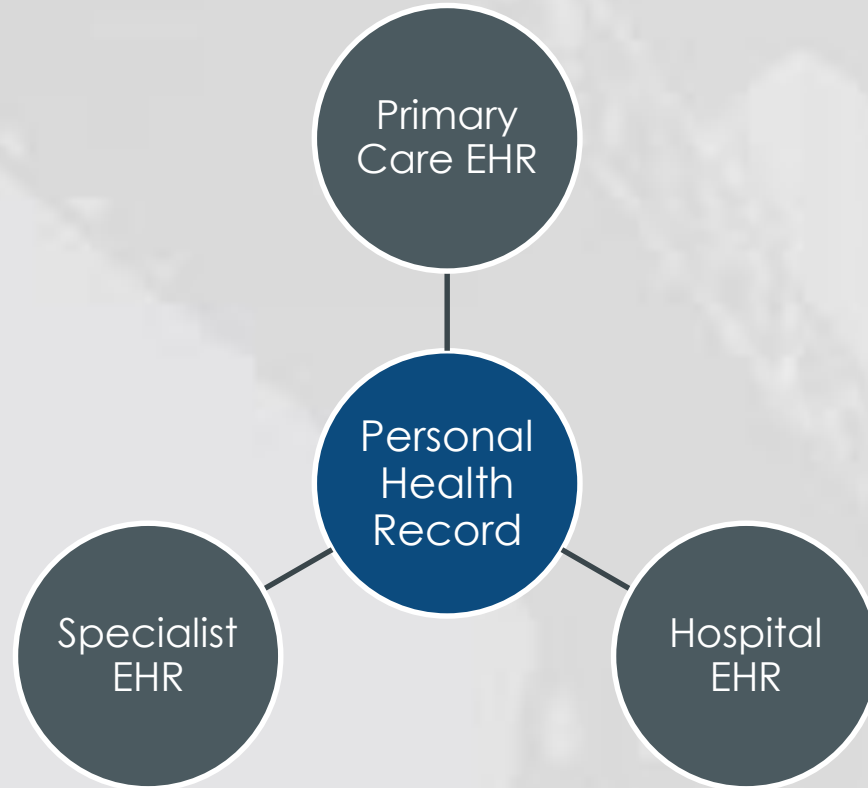 Primary
Care EHR
Personal
Health
Record
Specialist
EHR
Hospital
EHR